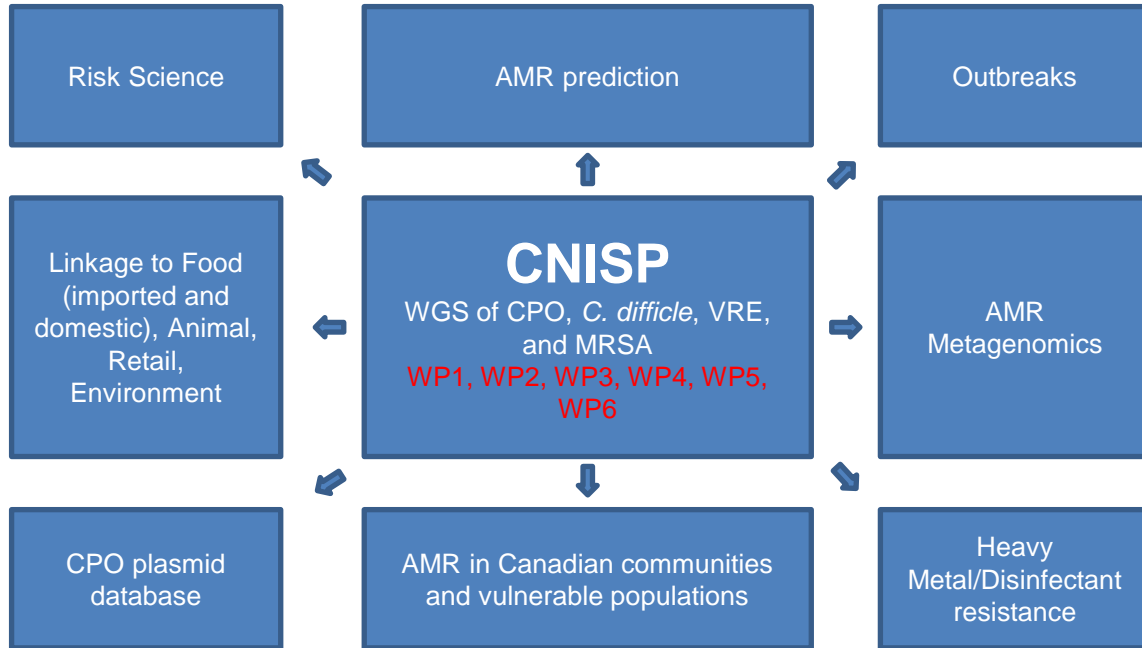 Risk Science
AMR prediction
Outbreaks
Linkage to Food
(imported and
domestic), Animal,
Retail,
Environment
CNISP
WGS of CPO, C. difficle, VRE,
and MRSA
WP1, WP2, WP3, WP4, WP5,
WP6
AMR
Metagenomics
CPO plasmid
database
AMR in Canadian communities
and vulnerable populations
Heavy
Metal/Disinfectant
resistance